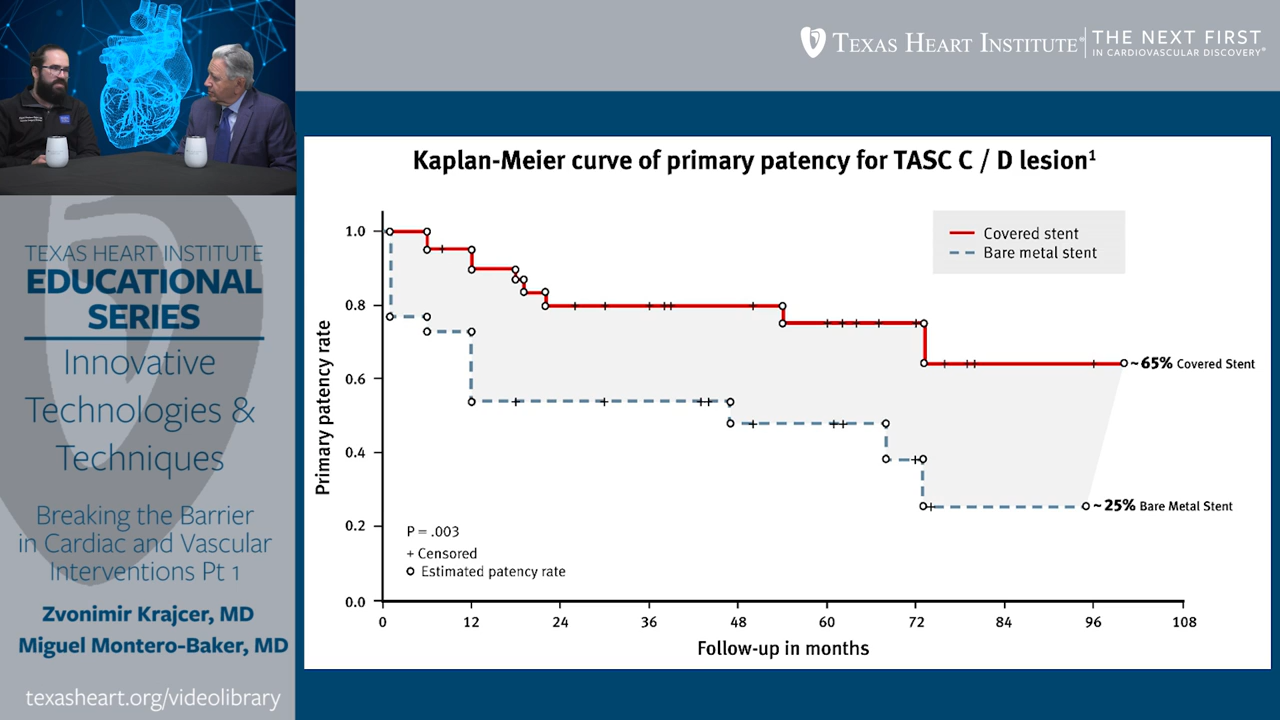 TEXAS HEART INSTITUTE® THE NEXT FIRST
IN CARDIOVASCULAR DISCOVERY®
TEXAS HEART INSTITUTE
EDUCATIONAL
SERIES
Innovative
Technologies &
Techniques
Breaking the Barrier
in Cardiac and Vascular
Interventions Pt 1
Zvonimir Krajcer, MD
Miguel Montero-Baker, MD
texasheart.org/videolibrary
Kaplan-Meier curve of primary patency for TASC C / D lesion¹
Covered stent
Bare metal stent
Primary patency rate
1.0
0.8
0.6
0.4
0.2
0.0
~65% Covered Stent
~25% Bare Metal Stent
P = .003
+ Censored
Estimated patency rate
0 12 24 36 48 60 72 84 96 108
Follow-up in months